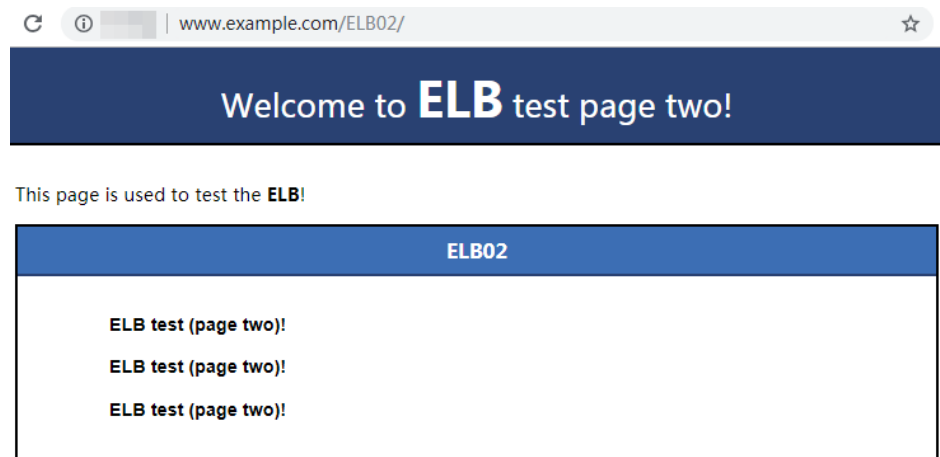 www.example.com/ELB02/
Welcome to ELB test page two!
This page is used to test the ELB!
ELB02
ELB test (page two)!
ELB test (page two)!
ELB test (page two)!